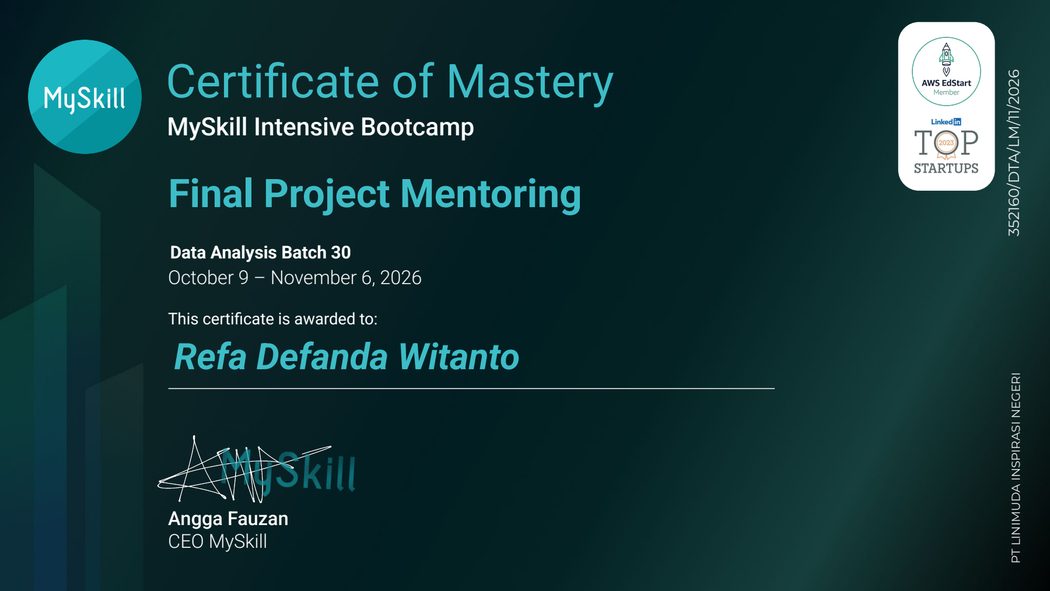 MySkill
Certificate of Mastery
MySkill Intensive Bootcamp
Final Project Mentoring
Data Analysis Batch 30
October 9 – November 6, 2026
This certificate is awarded to:
Refa Defanda Witanto
MySkill
Angga Fauzan
CEO MySkill
AWS EdStart
Member
Linkedin
TOP
2023
STARTUPS
352160/DTA/LM/11/2026
PT LINIMUDA INSPIRASI NEGERI